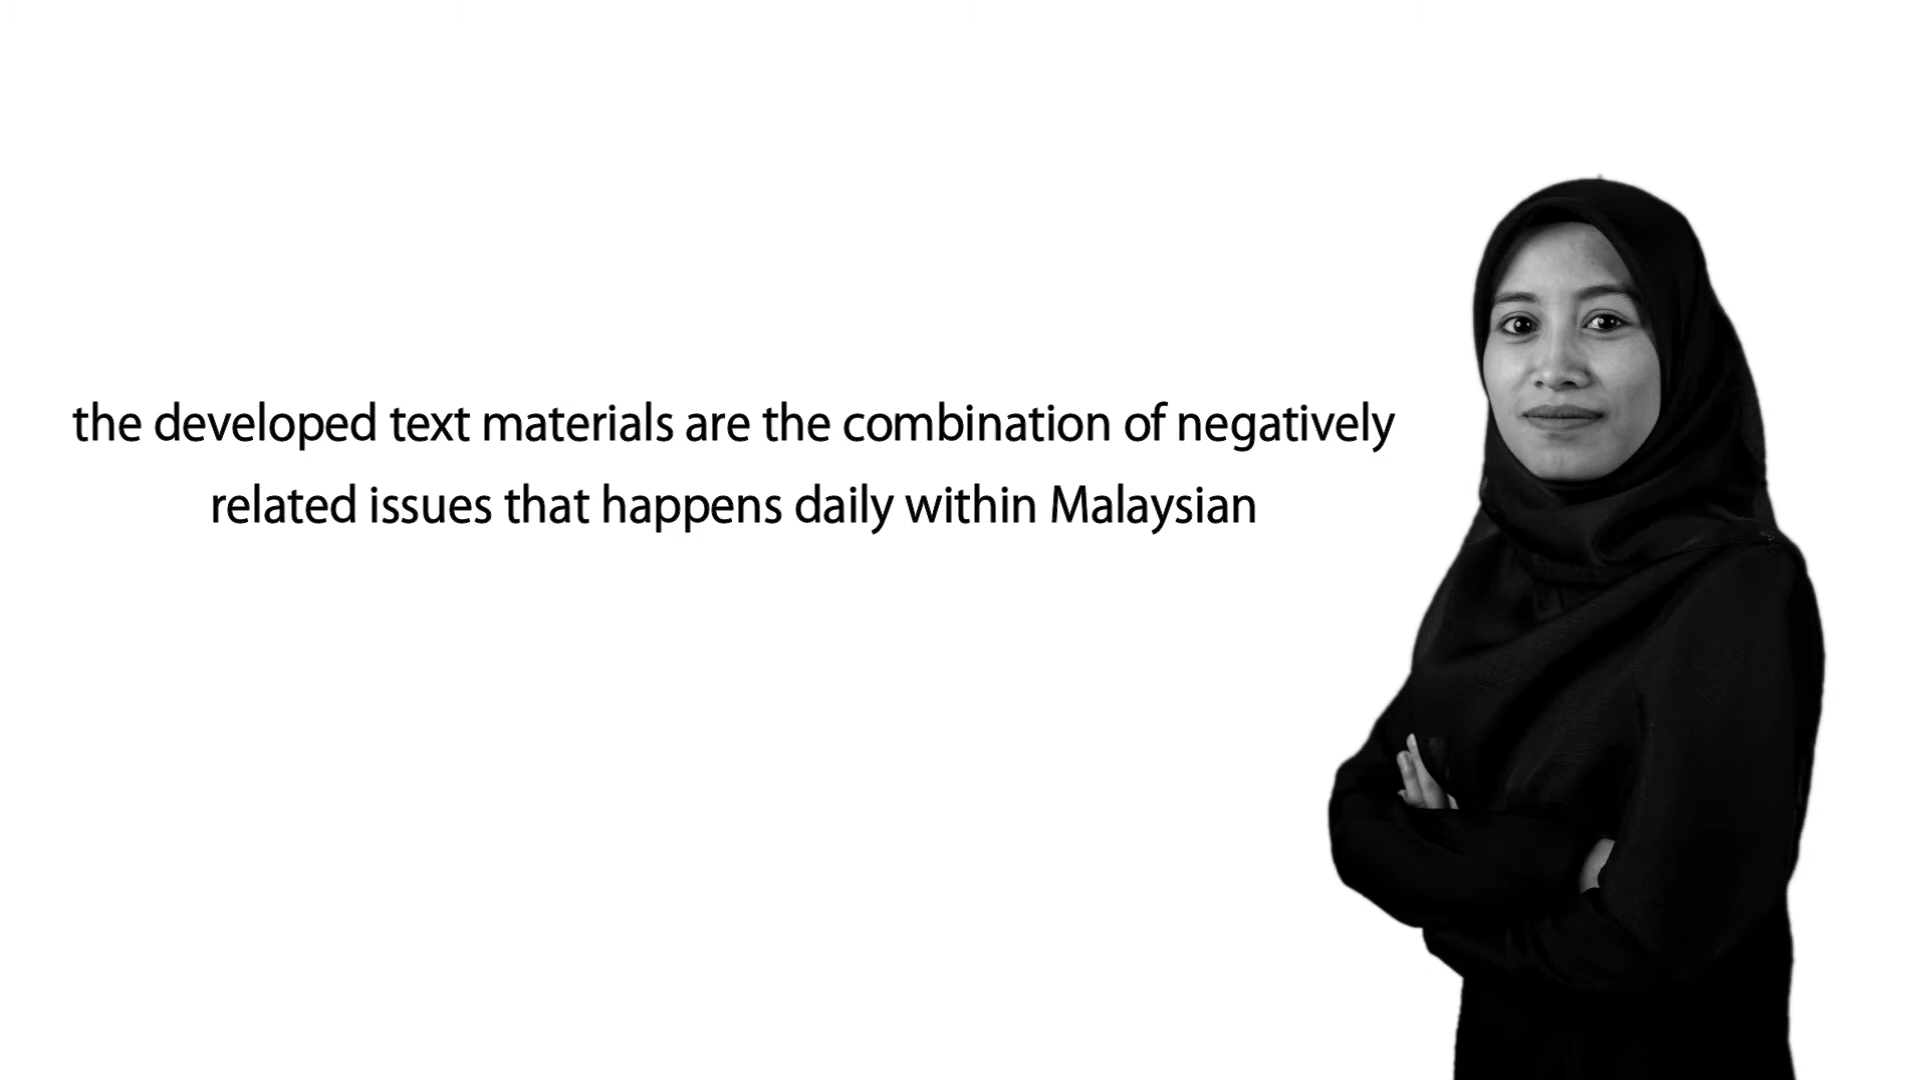 the developed text materials are the combination of negatively
related issues that happens daily within Malaysian